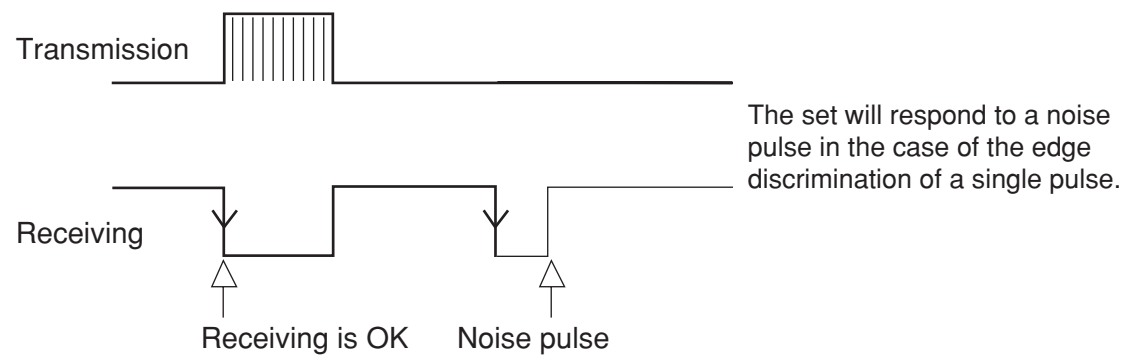 Transmission
The set will respond to a noise
pulse in the case of the edge
discrimination of a single pulse.
Receiving
Receiving is OK
Noise pulse